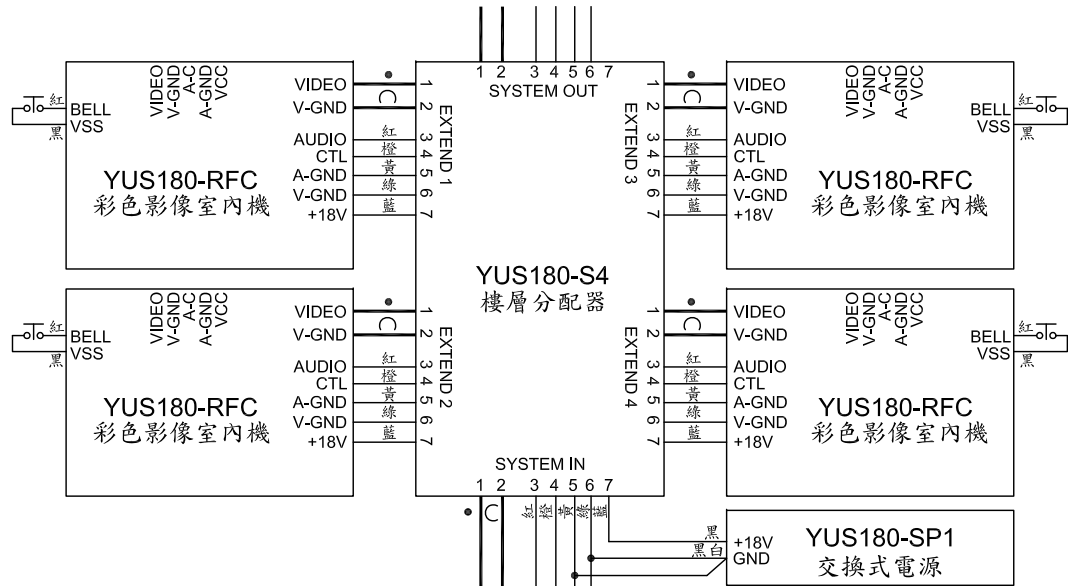 1 2 3 4 5 6 7
SYSTEM OUT
VIDEO
V-GND
A-C
A-GND
VCC
紅
BELL
黑
VSS
YUS180-RFC
彩色影像室內機
VIDEO
V-GND
AUDIO
CTL
A-GND
V-GND
+18V
C
紅
橙
黃
綠
藍
1
2
3
4
5
6
7
EXTEND 1
VIDEO
V-GND
A-C
A-GND
VCC
紅
BELL
黑
VSS
YUS180-RFC
彩色影像室內機
VIDEO
V-GND
AUDIO
CTL
A-GND
V-GND
+18V
C
紅
橙
黃
綠
藍
1
2
3
4
5
6
7
EXTEND 2
YUS180-S4
樓層分配器
EXTEND 3
1
2
3
4
5
6
7
C
紅
橙
黃
綠
藍
VIDEO
V-GND
AUDIO
CTL
A-GND
V-GND
+18V
VIDEO
V-GND
A-C
A-GND
VCC
BELL
紅
VSS
黑
YUS180-RFC
彩色影像室內機
EXTEND 4
1
2
3
4
5
6
7
C
紅
橙
黃
綠
藍
VIDEO
V-GND
AUDIO
CTL
A-GND
V-GND
+18V
VIDEO
V-GND
A-C
A-GND
VCC
BELL
紅
VSS
黑
YUS180-RFC
彩色影像室內機
SYSTEM IN
1 2 3 4 5 6 7
C 紅 橙 黃 綠 藍
黑
黑白
+18V
GND
YUS180-SP1
交換式電源